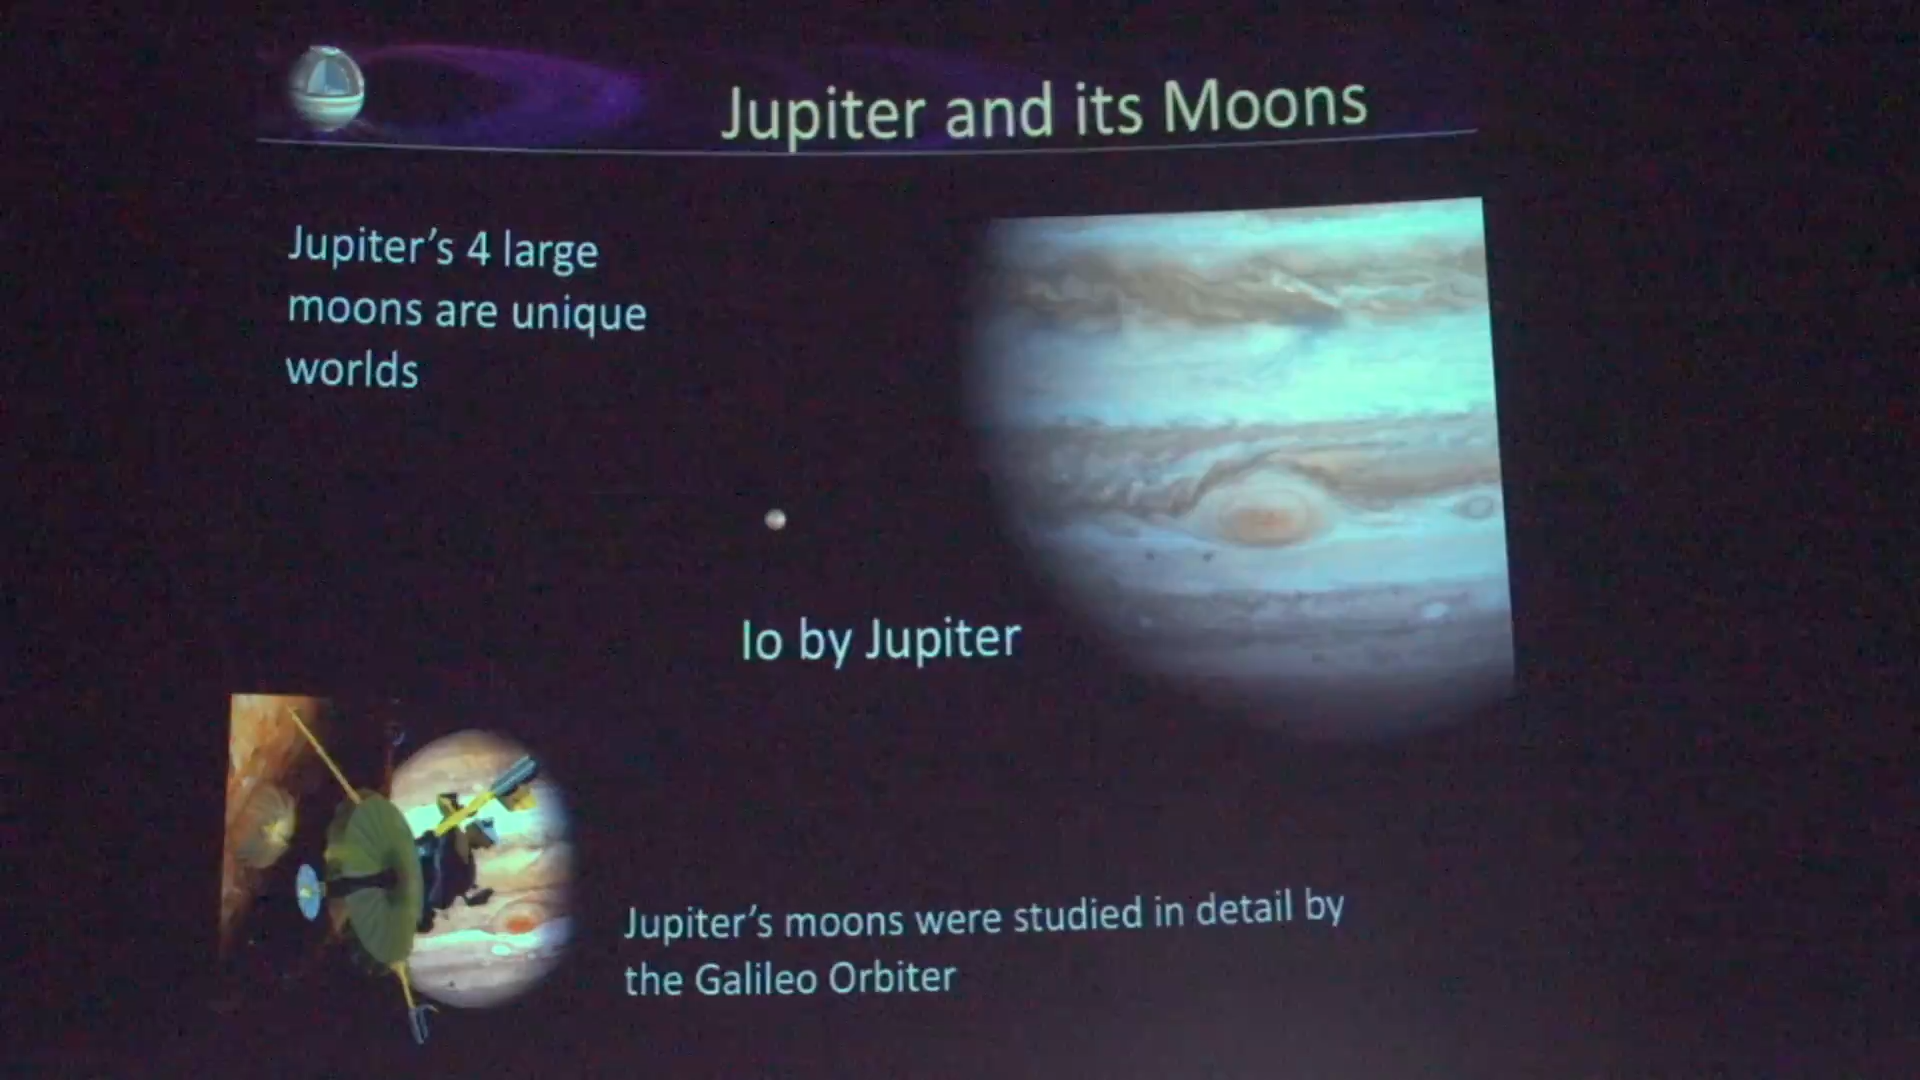 Jupiter and its Moons
Jupiter's 4 large
moons are unique
worlds
Io by Jupiter
Jupiter's moons were studied in detail by
the Galileo Orbiter